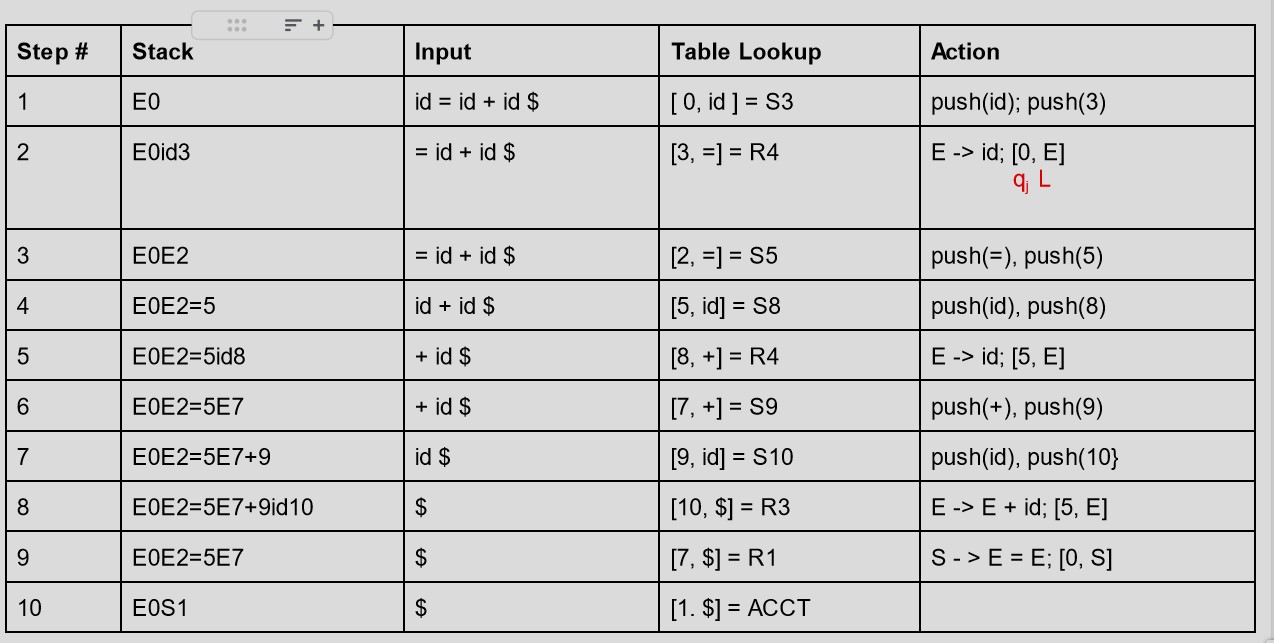 Step # Stack Input Table Lookup Action
1 E0 id = id + id $ [ 0, id ] = S3 push(id); push(3)
2 E0id3 = id + id $ [3, =] = R4 E -> id; [0, E]
qj L
3 E0E2 = id + id $ [2, =] = S5 push(=), push(5)
4 E0E2=5 id + id $ [5, id] = S8 push(id), push(8)
5 E0E2=5id8 + id $ [8, +] = R4 E -> id; [5, E]
6 E0E2=5E7 + id $ [7, +] = S9 push(+), push(9)
7 E0E2=5E7+9 id $ [9, id] = S10 push(id), push(10}
8 E0E2=5E7+9id10 $ [10, $] = R3 E -> E + id; [5, E]
9 E0E2=5E7 $ [7, $] = R1 S - > E = E; [0, S]
10 E0S1 $ [1. $] = ACCT